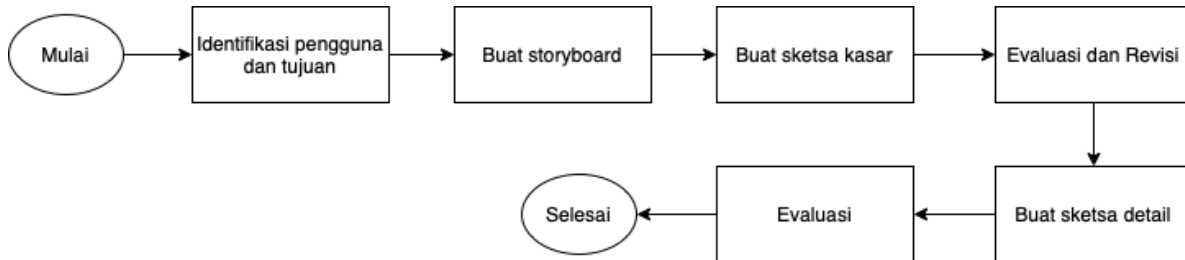 Mulai
Identifikasi pengguna
dan tujuan
Buat storyboard
Buat sketsa kasar
Evaluasi dan Revisi
Buat sketsa detail
Evaluasi
Selesai